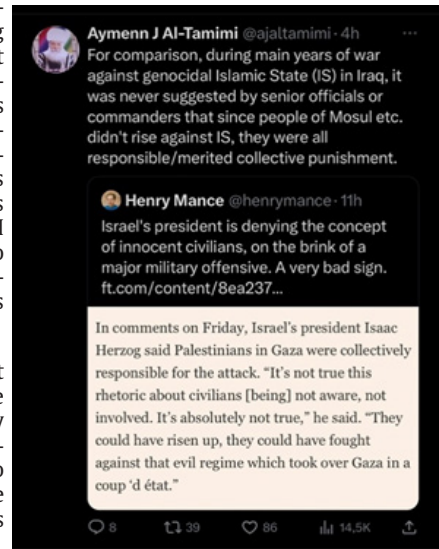 Aymenn J Al-Tamimi @ajaltamimi · 4h
For comparison, during main years of war
against genocidal Islamic State (IS) in Iraq, it
was never suggested by senior officials or
commanders that since people of Mosul etc.
didn't rise against IS, they were all
responsible/merited collective punishment.
Henry Mance @henrymance · 11h
Israel's president is denying the concept
of innocent civilians, on the brink of a
major military offensive. A very bad sign.
ft.com/content/8ea237...
In comments on Friday, Israel's president Isaac
Herzog said Palestinians in Gaza were collectively
responsible for the attack. “It's not true this
rhetoric about civilians [being] not aware, not
involved. It's absolutely not true,” he said. “They
could have risen up, they could have fought
against that evil regime which took over Gaza in a
coup ‘d état.”
8 39 86 14,5K